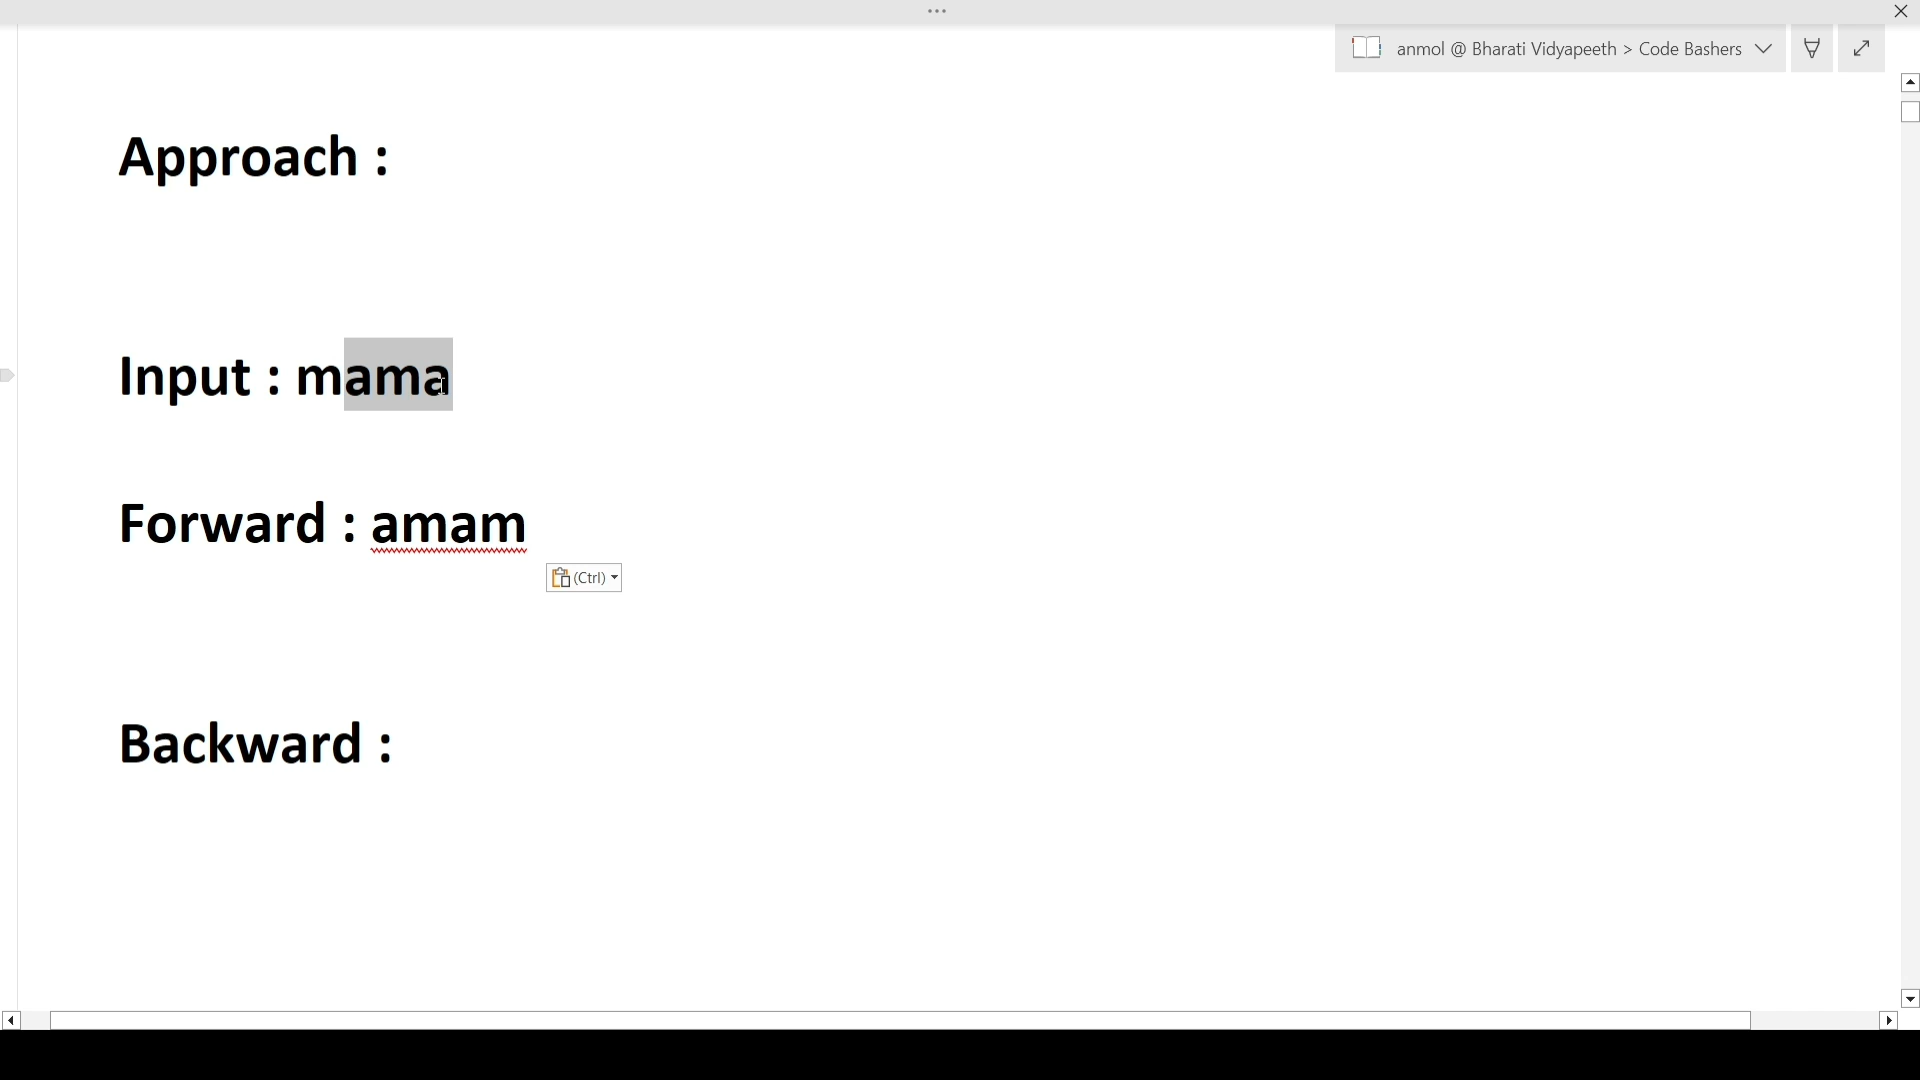 anmol @ Bharati Vidyapeeth > Code Bashers
Approach :
Input : mama
Forward : amam
(Ctrl)
Backward :